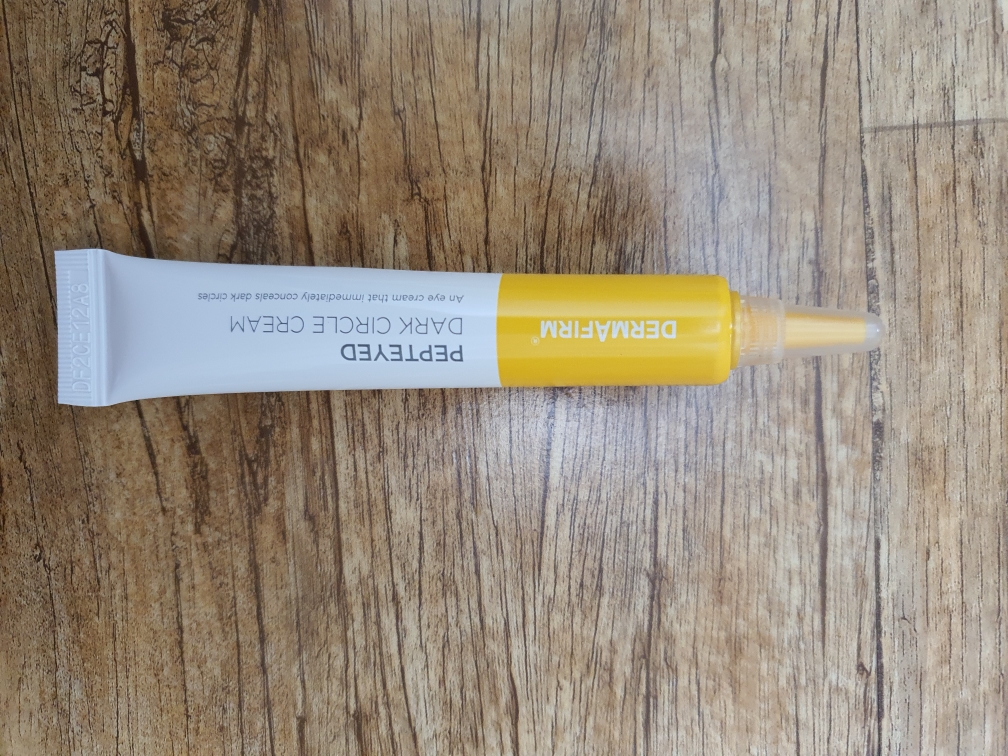 DERMAFIRM®
PEPTEYED
DARK CIRCLE CREAM
An eye cream that immediately conceals dark circles